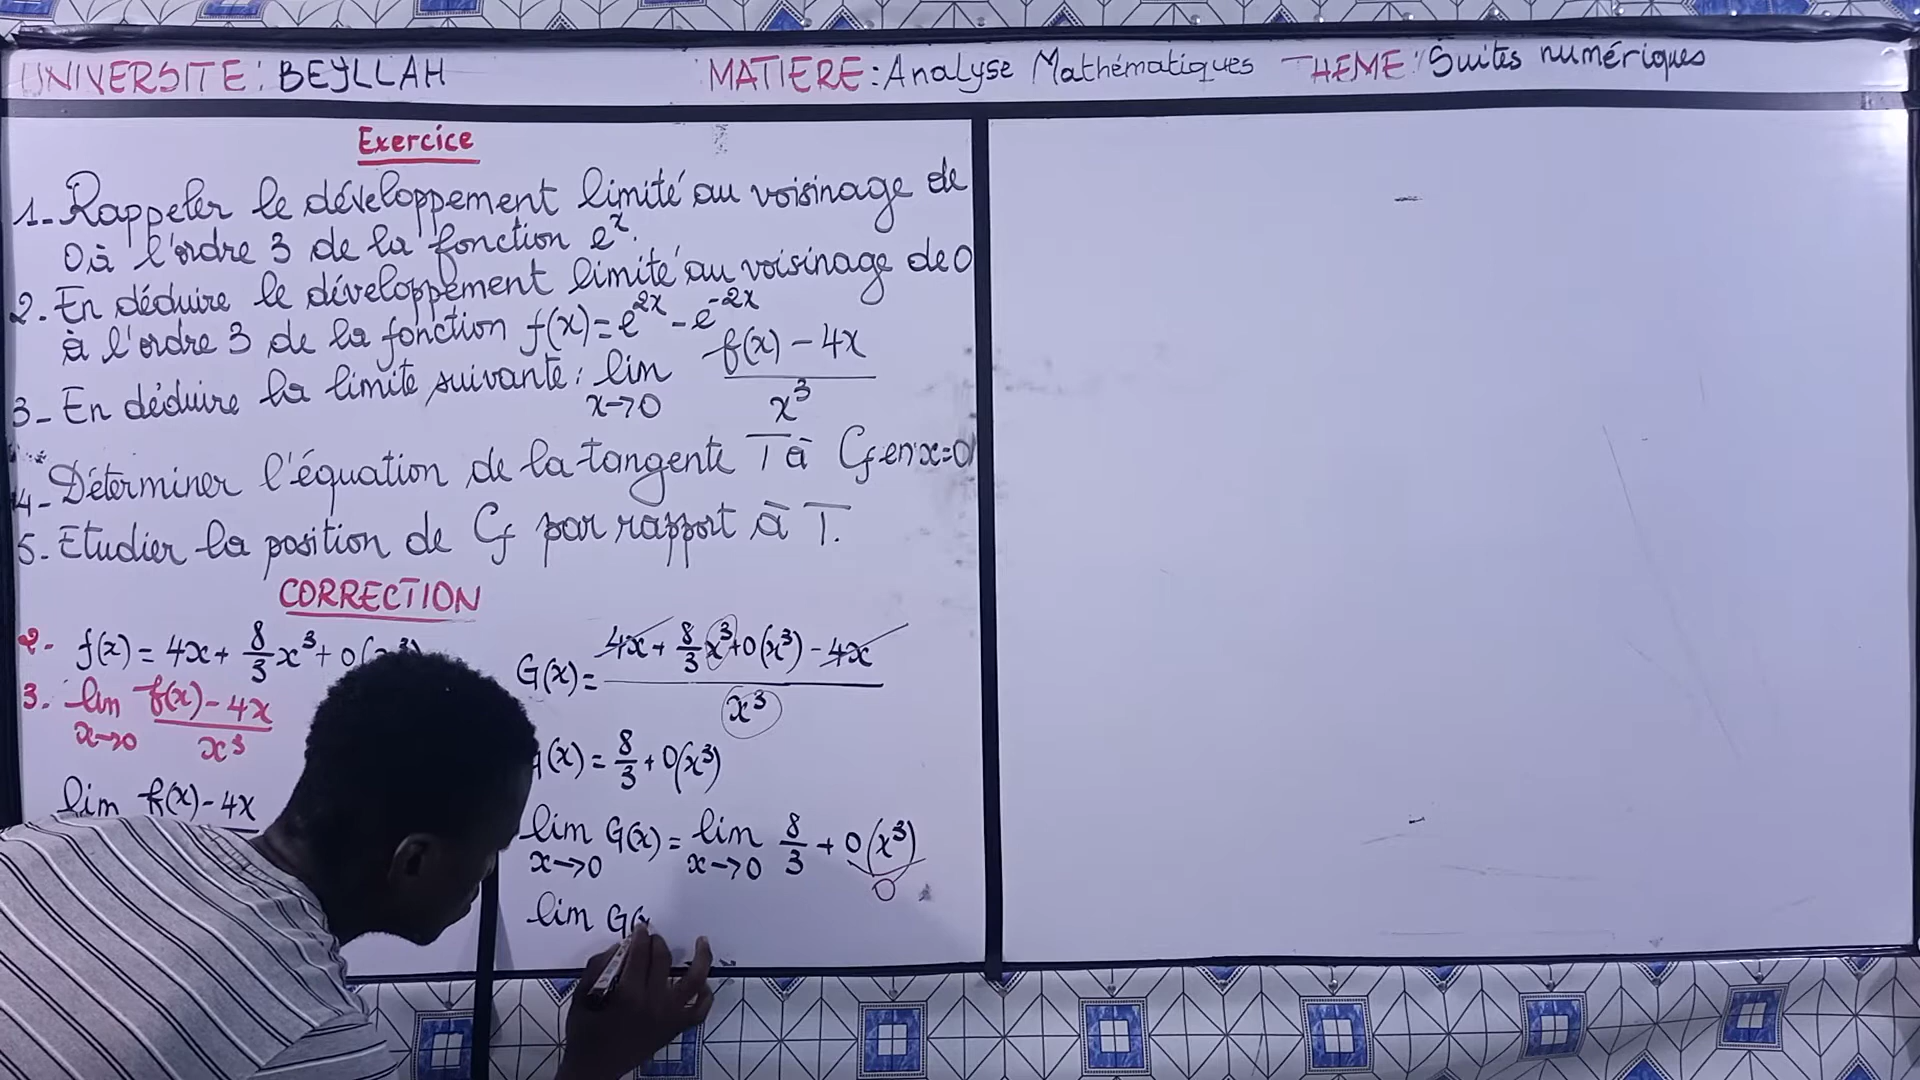 UNIVERSITE : BEYLLAH MATIERE : Analyse Mathématiques THEME : Suites numériques
Exercice
1- Rappeler le développement limité au voisinage de
0 à l'ordre 3 de la fonction e^x.
2. En déduire le développement limité au voisinage de 0
à l'ordre 3 de la fonction f(x) = e^2x - e^-2x
3- En déduire la limite suivante : lim x→0 (f(x) - 4x)/x^3
4- Déterminer l'équation de la tangente T à Cf en x=0
5. Etudier la position de Cf par rapport à T.
CORRECTION
2. f(x) = 4x + 8/3 x^3 + o(x^3)
3. lim x→0 (f(x) - 4x)/x^3
lim f(x) - 4x
G(x) = (4x + 8/3 x^3 + o(x^3) - 4x)/x^3
G(x) = 8/3 + o(x^3)
lim x→0 G(x) = lim x→0 8/3 + o(x^3)
0
lim G(x